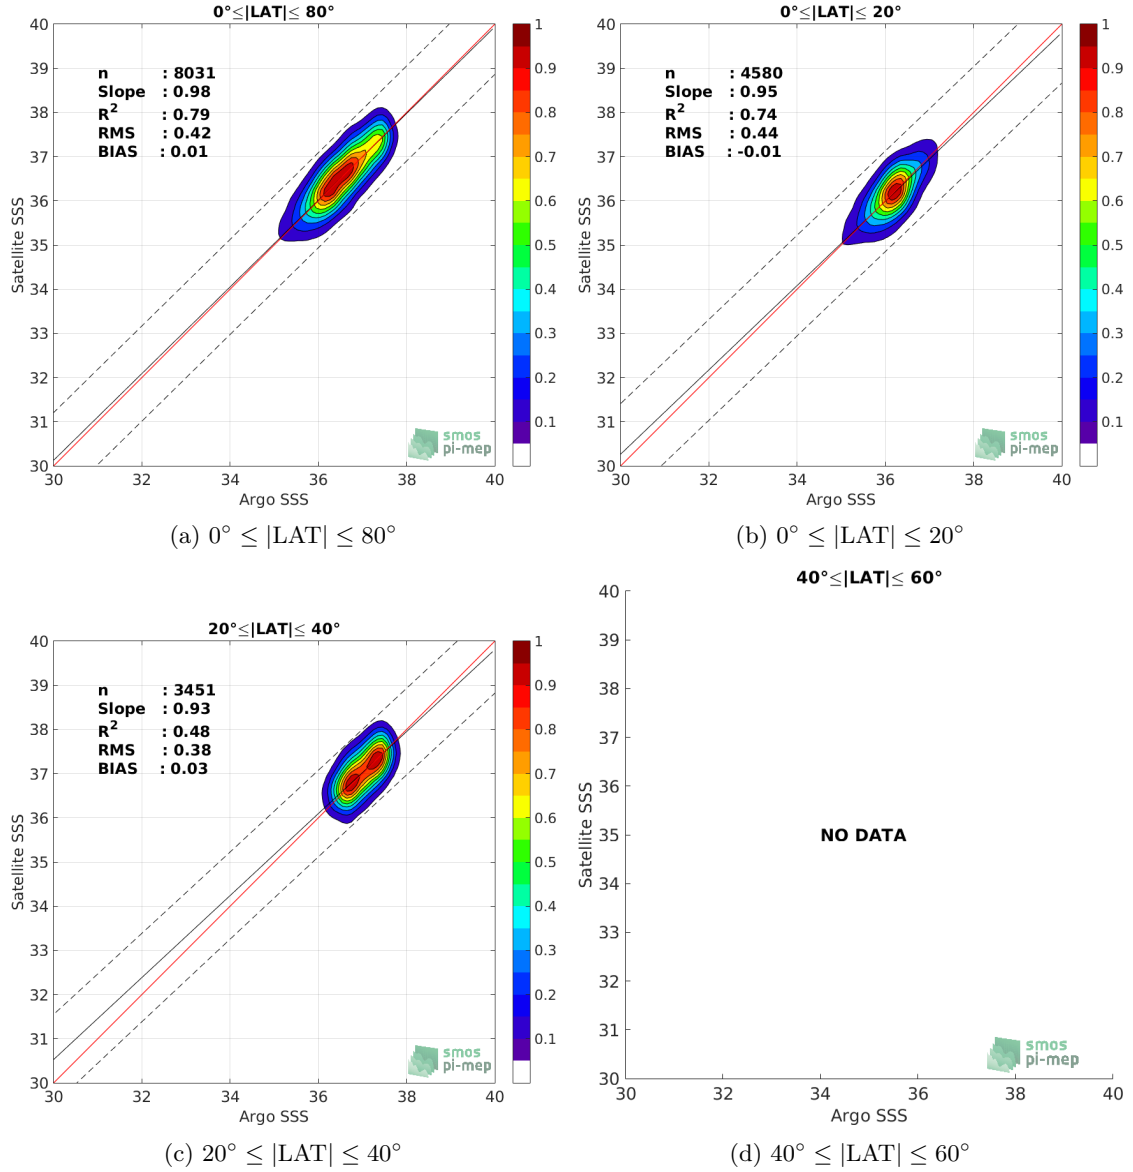 0°≤|LAT|≤ 80°
40
39
38
37
36
35
34
33
32
31
30
30 32 34 36 38 40
Satellite SSS
Argo SSS
n : 8031
Slope : 0.98
R2 : 0.79
RMS : 0.42
BIAS : 0.01
smos
pi-mep
1
0.9
0.8
0.7
0.6
0.5
0.4
0.3
0.2
0.1
(a) 0° ≤ |LAT| ≤ 80°
0°≤|LAT|≤ 20°
40
39
38
37
36
35
34
33
32
31
30
30 32 34 36 38 40
Satellite SSS
Argo SSS
n : 4580
Slope : 0.95
R2 : 0.74
RMS : 0.44
BIAS : -0.01
smos
pi-mep
1
0.9
0.8
0.7
0.6
0.5
0.4
0.3
0.2
0.1
(b) 0° ≤ |LAT| ≤ 20°
20°≤|LAT|≤ 40°
40
39
38
37
36
35
34
33
32
31
30
30 32 34 36 38 40
Satellite SSS
Argo SSS
n : 3451
Slope : 0.93
R2 : 0.48
RMS : 0.38
BIAS : 0.03
smos
pi-mep
1
0.9
0.8
0.7
0.6
0.5
0.4
0.3
0.2
0.1
(c) 20° ≤ |LAT| ≤ 40°
40°≤|LAT|≤ 60°
40
39
38
37
36
35
34
33
32
31
30
30 32 34 36 38 40
Satellite SSS
Argo SSS
NO DATA
smos
pi-mep
(d) 40° ≤ |LAT| ≤ 60°